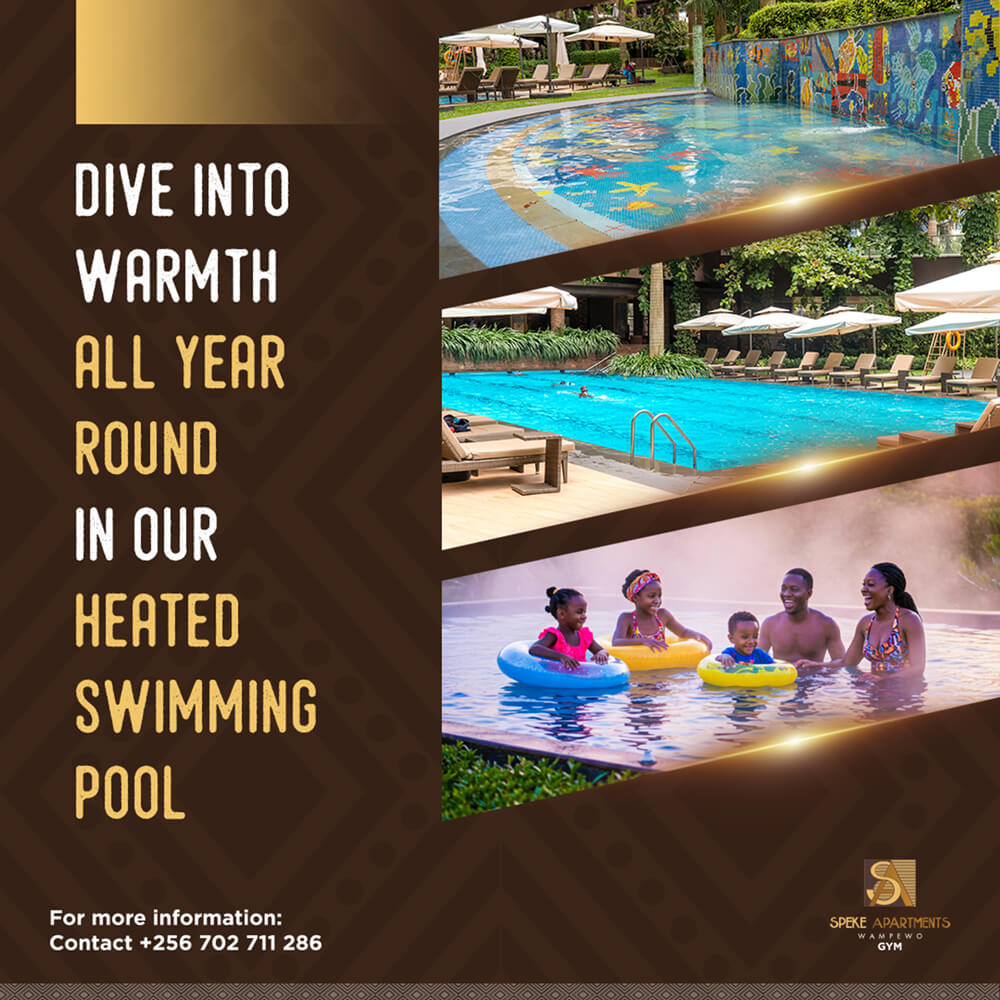 DIVE INTO
WARMTH
ALL YEAR
ROUND
IN OUR
HEATED
SWIMMING
POOL
For more information:
Contact +256 702 711 286
SA
SPEKE APARTMENTS
WAMPEWO
GYM